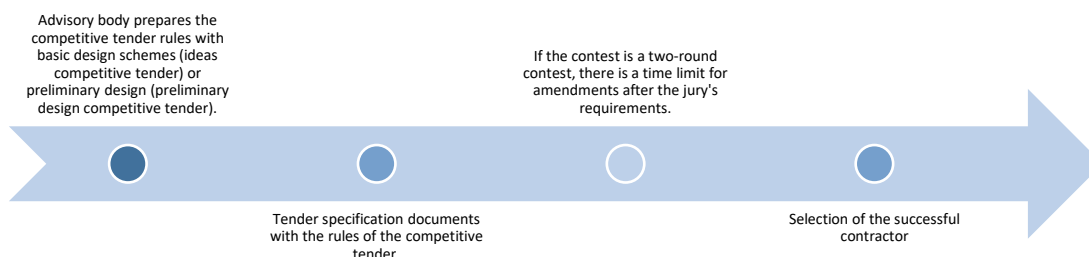 Advisory body prepares the
competitive tender rules with
basic design schemes (ideas
competitive tender) or
preliminary design (preliminary
design competitive tender).
Tender specification documents
with the rules of the competitive
tender
If the contest is a two-round
contest, there is a time limit for
amendments after the jury's
requirements.
Selection of the successful
contractor